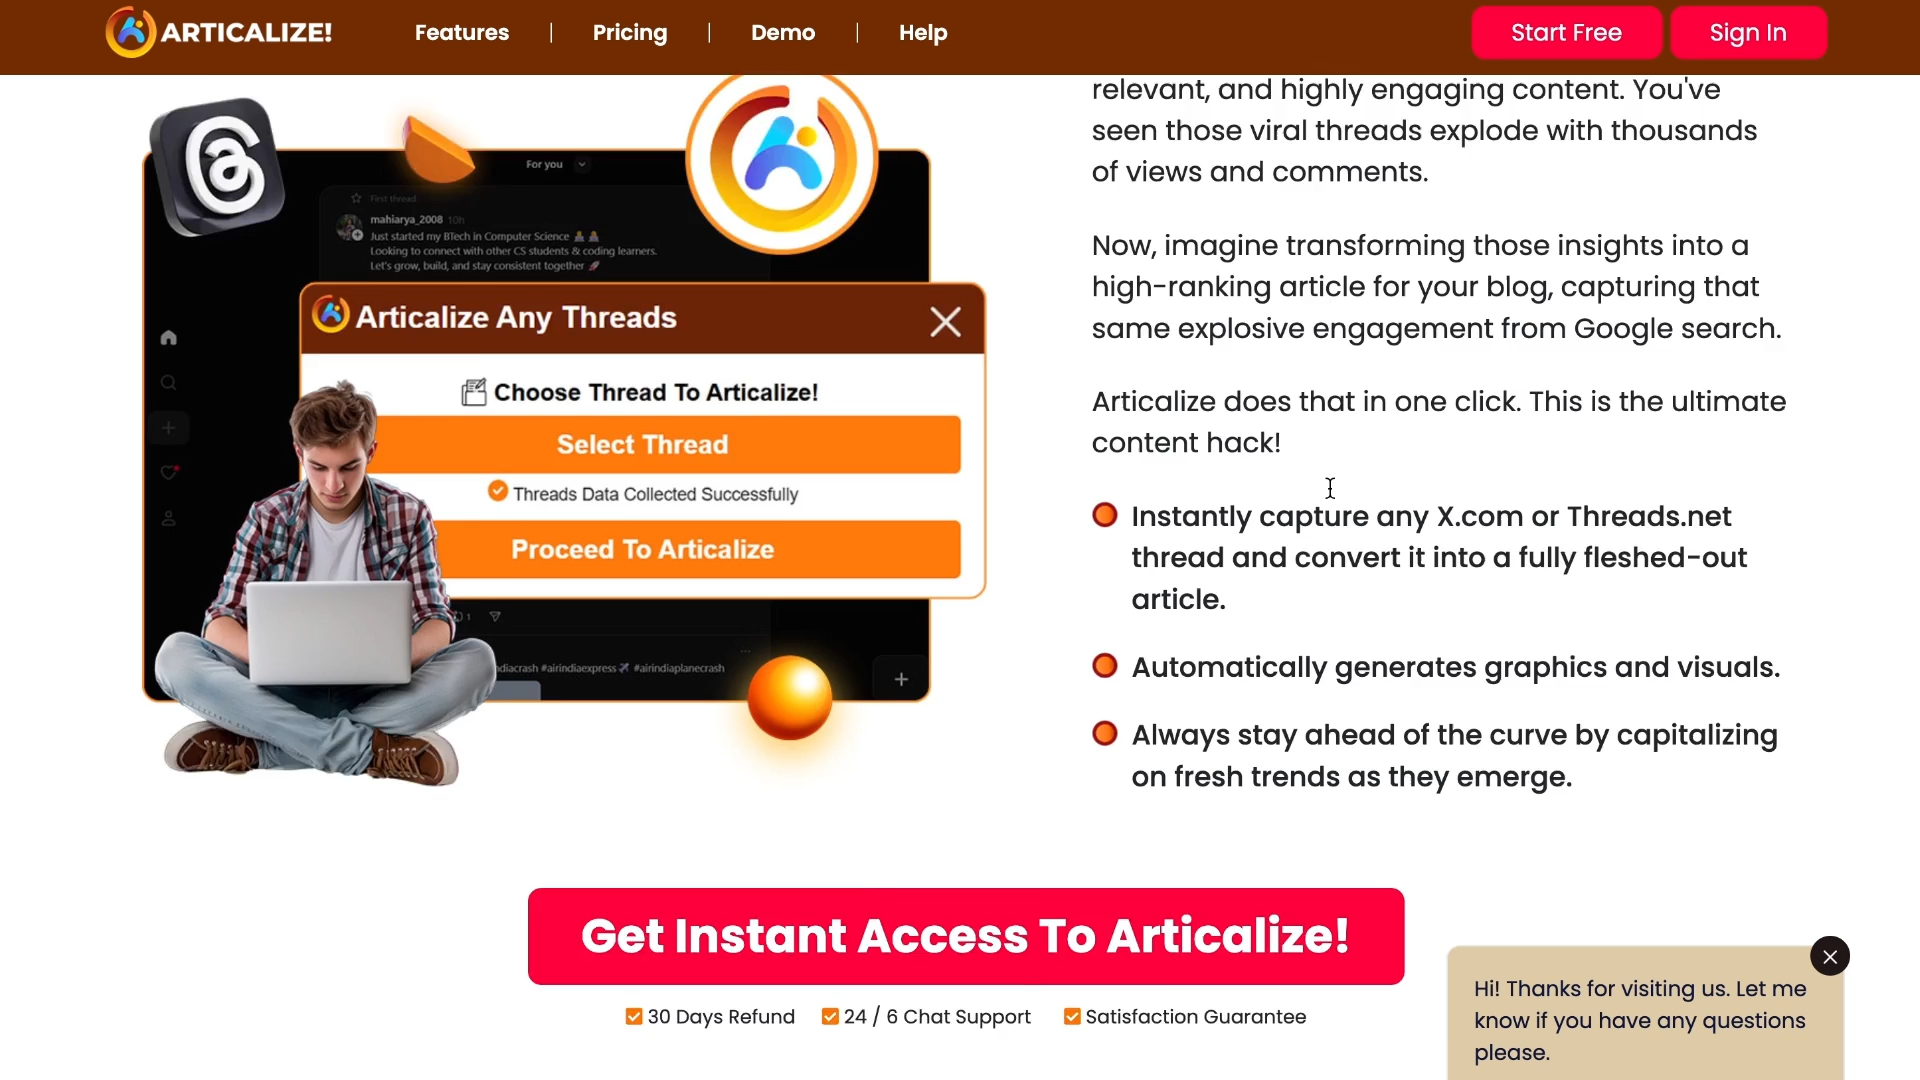 ARTICALIZE!
Features
Pricing
Demo
Help
Start Free
Sign In
For you
First thread
mahiarya_2008 10h
Just started my BTech in Computer Science
Looking to connect with other CS students & coding learners.
Let's grow, build, and stay consistent together
Articalize Any Threads
Choose Thread To Articalize!
Select Thread
Threads Data Collected Successfully
Proceed To Articalize
1
#airindiaexpress #airindiaplanecrash
relevant, and highly engaging content. You've
seen those viral threads explode with thousands
of views and comments.
Now, imagine transforming those insights into a
high-ranking article for your blog, capturing that
same explosive engagement from Google search.
Articalize does that in one click. This is the ultimate
content hack!
Instantly capture any X.com or Threads.net
thread and convert it into a fully fleshed-out
article.
Automatically generates graphics and visuals.
Always stay ahead of the curve by capitalizing
on fresh trends as they emerge.
Get Instant Access To Articalize!
30 Days Refund
24 / 6 Chat Support
Satisfaction Guarantee
Hi! Thanks for visiting us. Let me
know if you have any questions
please.